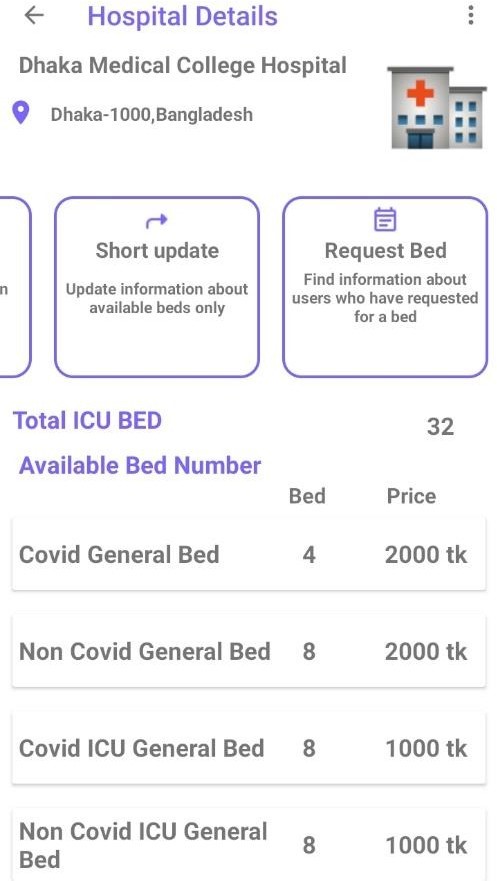 Hospital Details
Dhaka Medical College Hospital
Dhaka-1000,Bangladesh
n
Short update
Update information about
available beds only
Request Bed
Find information about
users who have requested
for a bed
Total ICU BED 32
Available Bed Number
Bed Price
Covid General Bed 4 2000 tk
Non Covid General Bed 8 2000 tk
Covid ICU General Bed 8 1000 tk
Non Covid ICU General
Bed 8 1000 tk